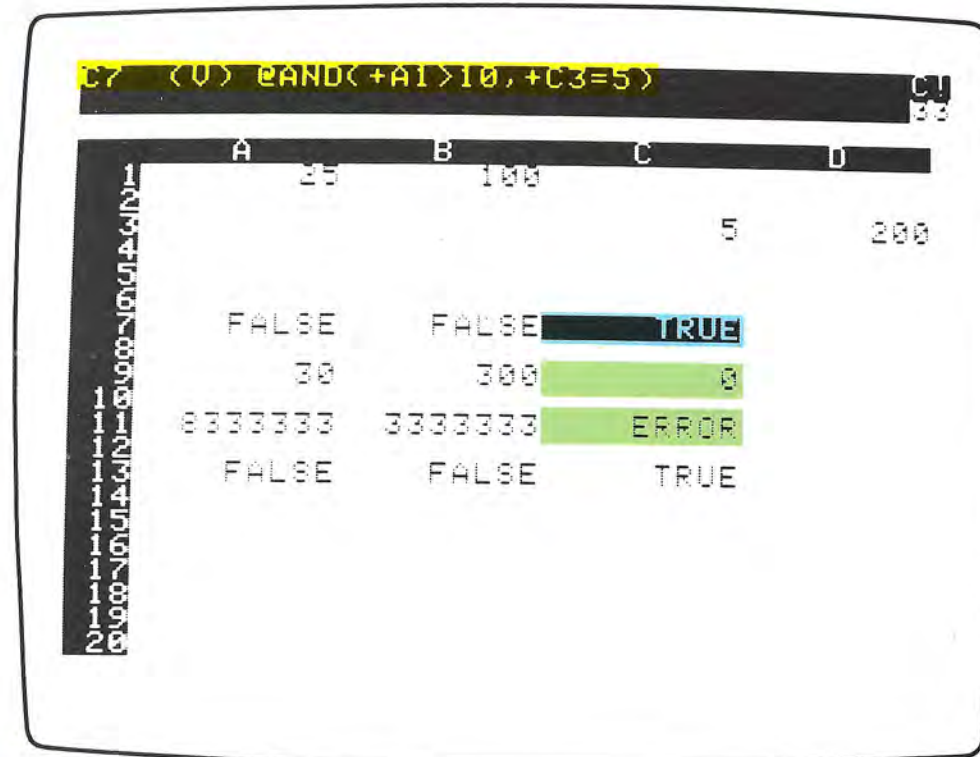 C7 (V) @AND(+A1>10,+C3=5) C!
33
A B C D
1 25 100
2
3 5 200
4
5
6
7 FALSE FALSE TRUE
8
9 30 300 0
10
11 8333333 3333333 ERROR
12
13 FALSE FALSE TRUE
14
15
16
17
18
19
20